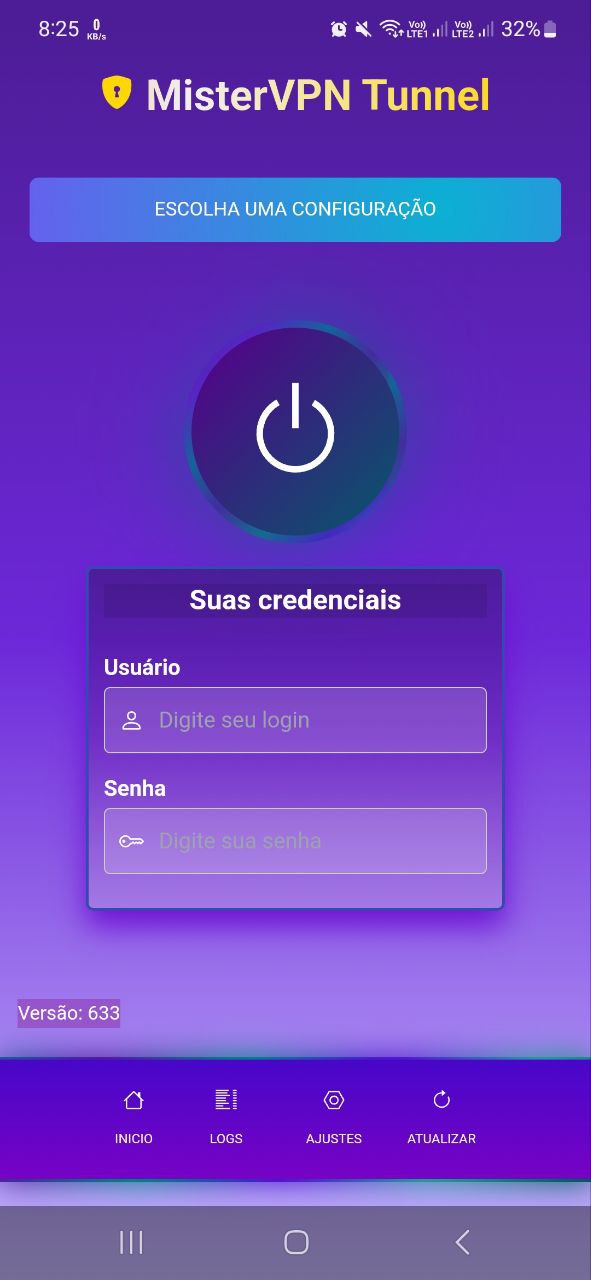 8:25 0 KB/s Vo)) LTE1 Vo)) LTE2 32%
MisterVPN Tunnel
ESCOLHA UMA CONFIGURAÇÃO
Suas credenciais
Usuário
Digite seu login
Senha
Digite sua senha
Versão: 633
INICIO LOGS AJUSTES ATUALIZAR